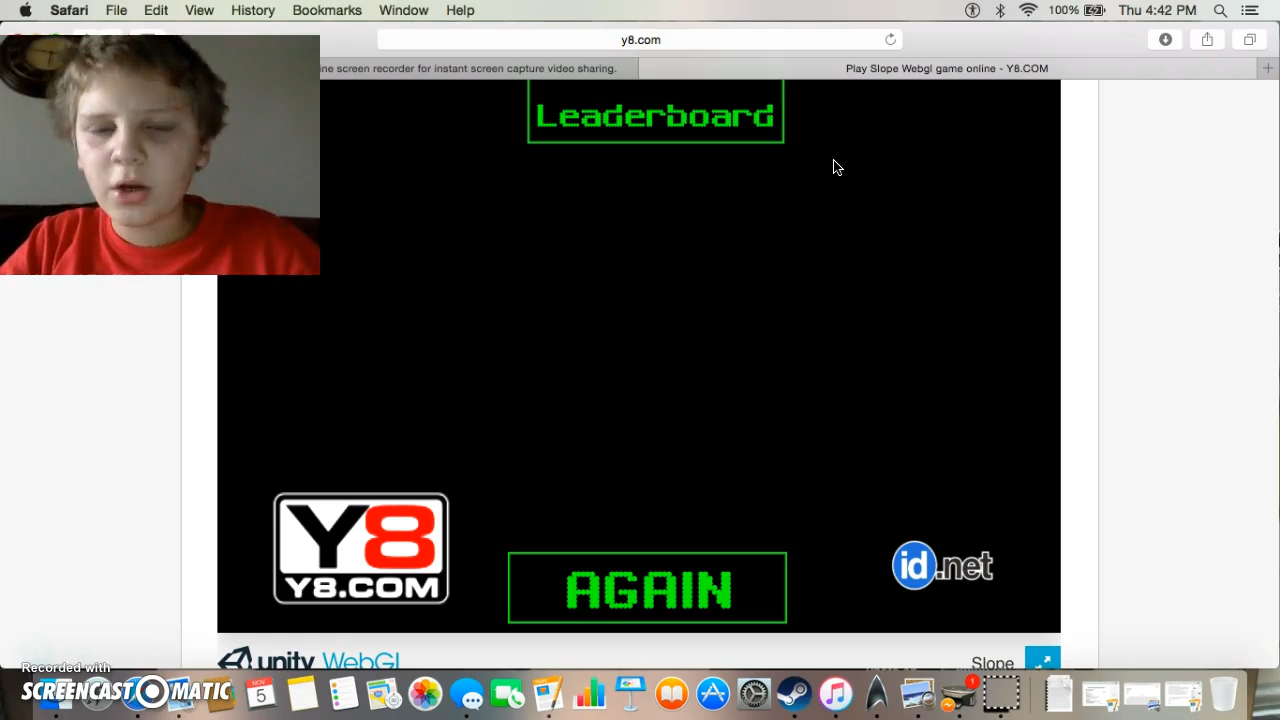 Safari File Edit View History Bookmarks Window Help 100% Thu 4:42 PM
y8.com
ne screen recorder for instant screen capture video sharing. Play Slope Webgl game online - Y8.COM
Leaderboard
Y8
Y8.COM
AGAIN
id.net
unity WebGL
Slope
Recorded with
SCREENCAST-O-MATIC
NOV
5
1